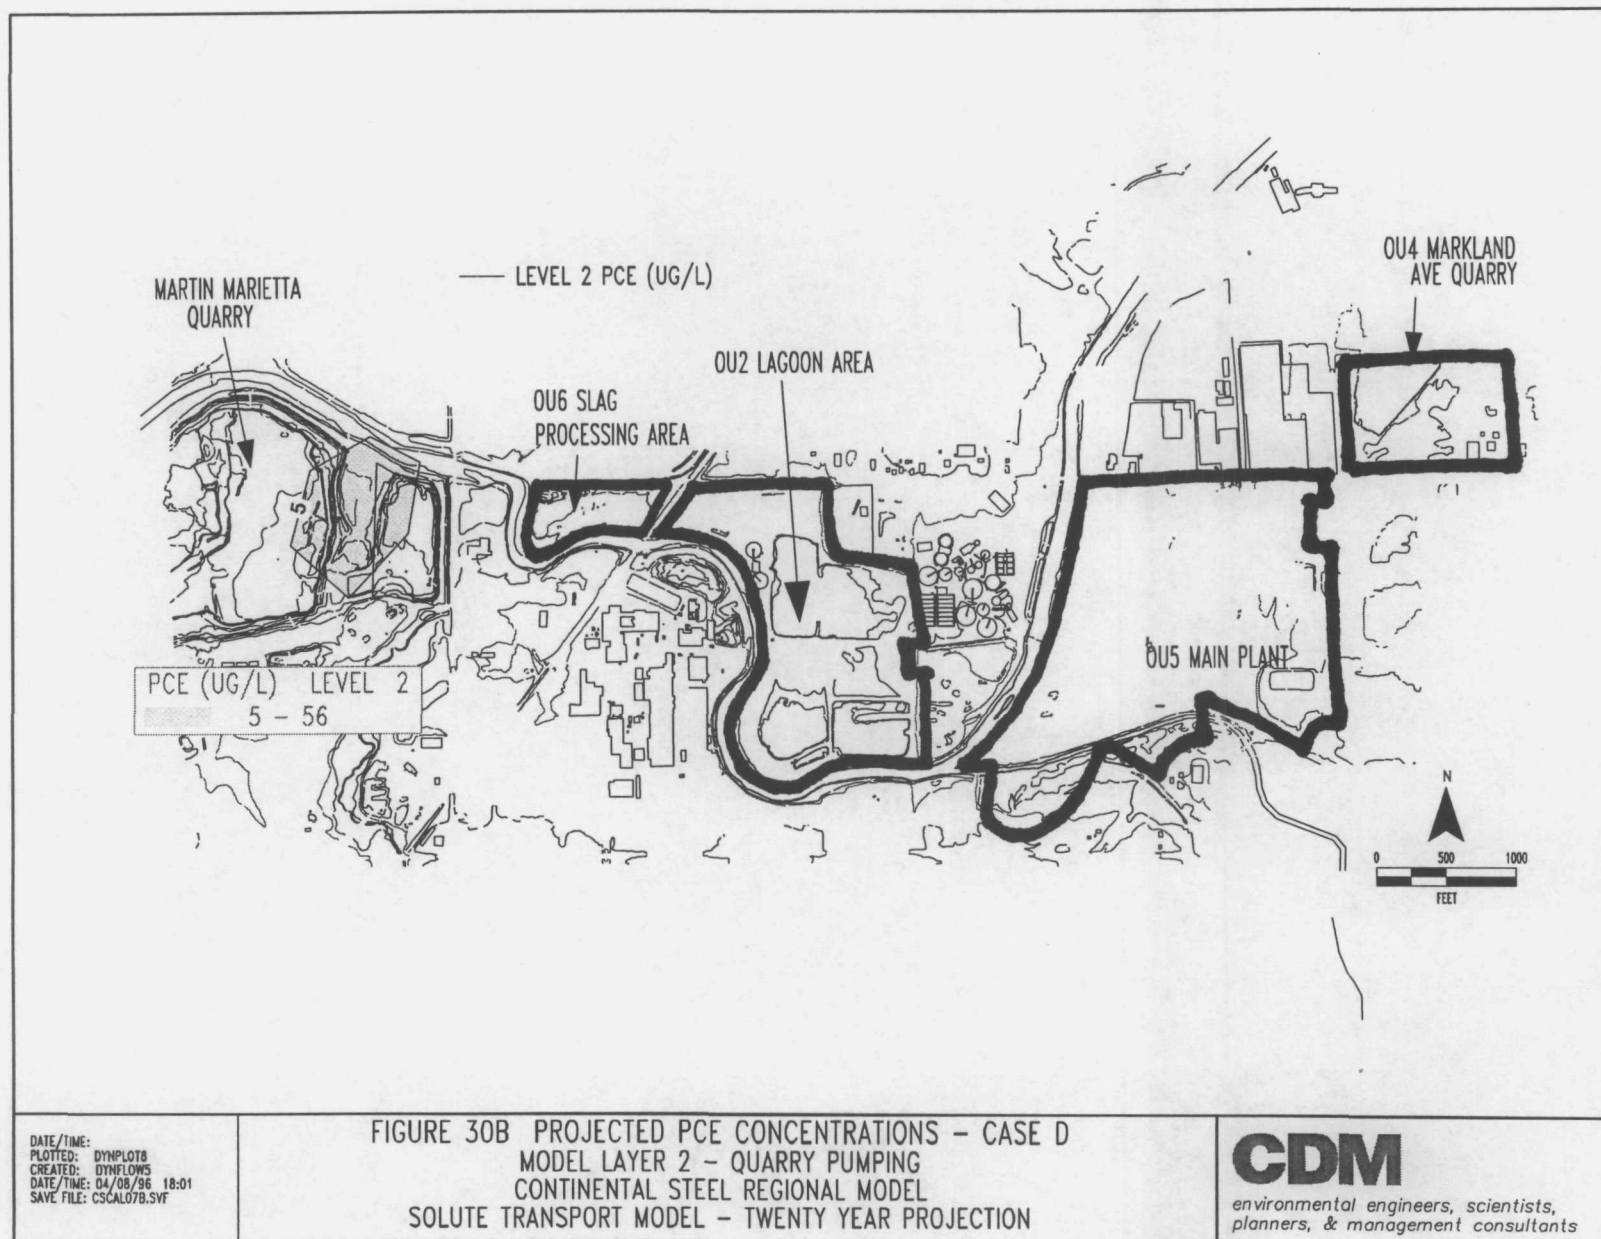 OU4 MARKLAND
AVE QUARRY
MARTIN MARIETTA
QUARRY
LEVEL 2 PCE (UG/L)
OU2 LAGOON AREA
OU6 SLAG
PROCESSING AREA
5
OU5 MAIN PLANT
PCE (UG/L) LEVEL 2
5 - 56
N
0 500 1000
FEET
DATE/TIME:
PLOTTED: DYNPLOT8
CREATED: DYNFLOW5
DATE/TIME: 04/08/96 18:01
SAVE FILE: CSCAL07B.SVF
FIGURE 30B PROJECTED PCE CONCENTRATIONS - CASE D
MODEL LAYER 2 - QUARRY PUMPING
CONTINENTAL STEEL REGIONAL MODEL
SOLUTE TRANSPORT MODEL - TWENTY YEAR PROJECTION
CDM
environmental engineers, scientists,
planners, & management consultants